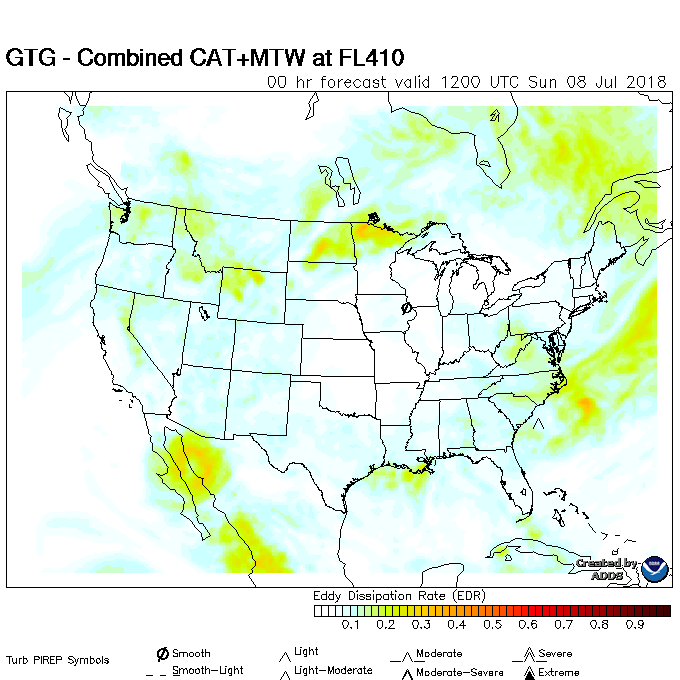 GTG - Combined CAT+MTW at FL410
00 hr forecast valid 1200 UTC Sun 08 Jul 2018
Created by
ADDS
Eddy Dissipation Rate (EDR)
0.1 0.2 0.3 0.4 0.5 0.6 0.7 0.8 0.9
Turb PIREP Symbols
Smooth Light Moderate Severe
Smooth-Light Light-Moderate Moderate-Severe Extreme